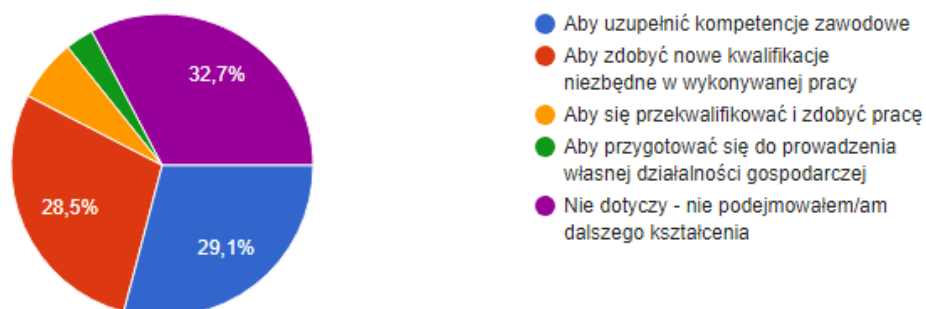 32,7%
28,5%
29,1%
Aby uzupełnić kompetencje zawodowe
Aby zdobyć nowe kwalifikacje
niezbędne w wykonywanej pracy
Aby się przekwalifikować i zdobyć pracę
Aby przygotować się do prowadzenia
własnej działalności gospodarczej
Nie dotyczy - nie podejmowałem/am
dalszego kształcenia